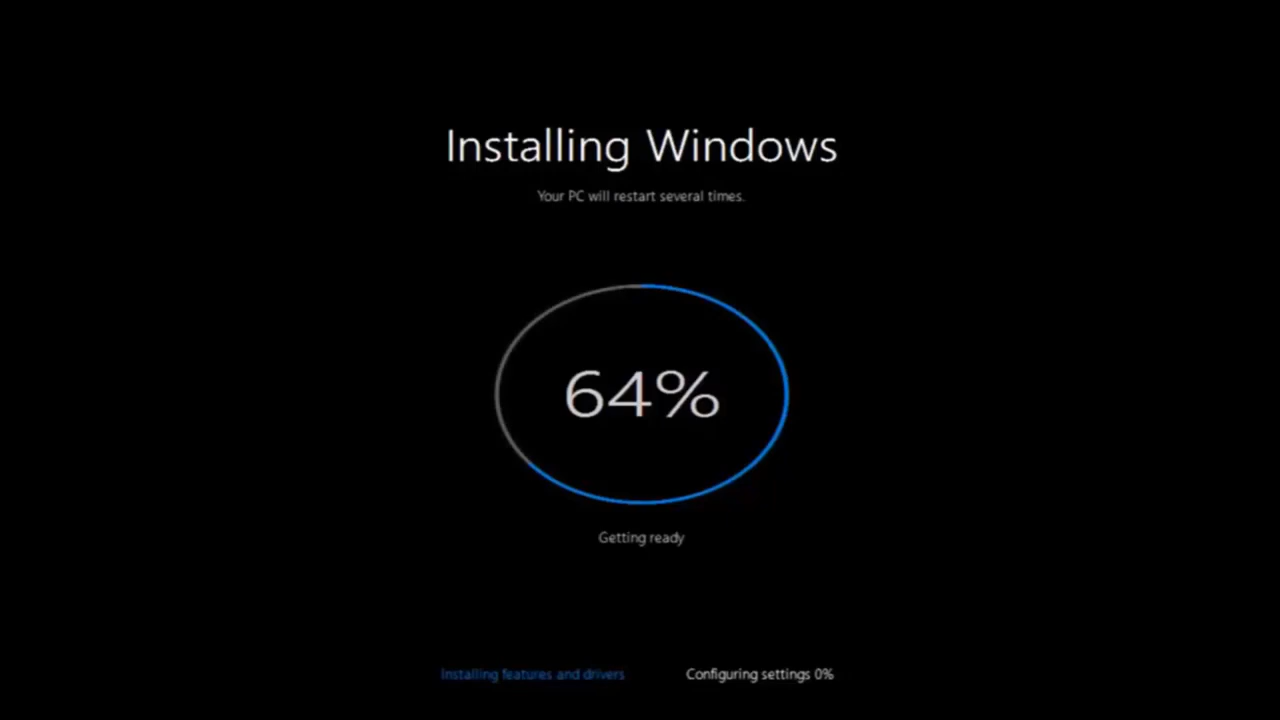 Installing Windows
Your PC will restart several times.
64%
Getting ready
Installing features and drivers
Configuring settings 0%